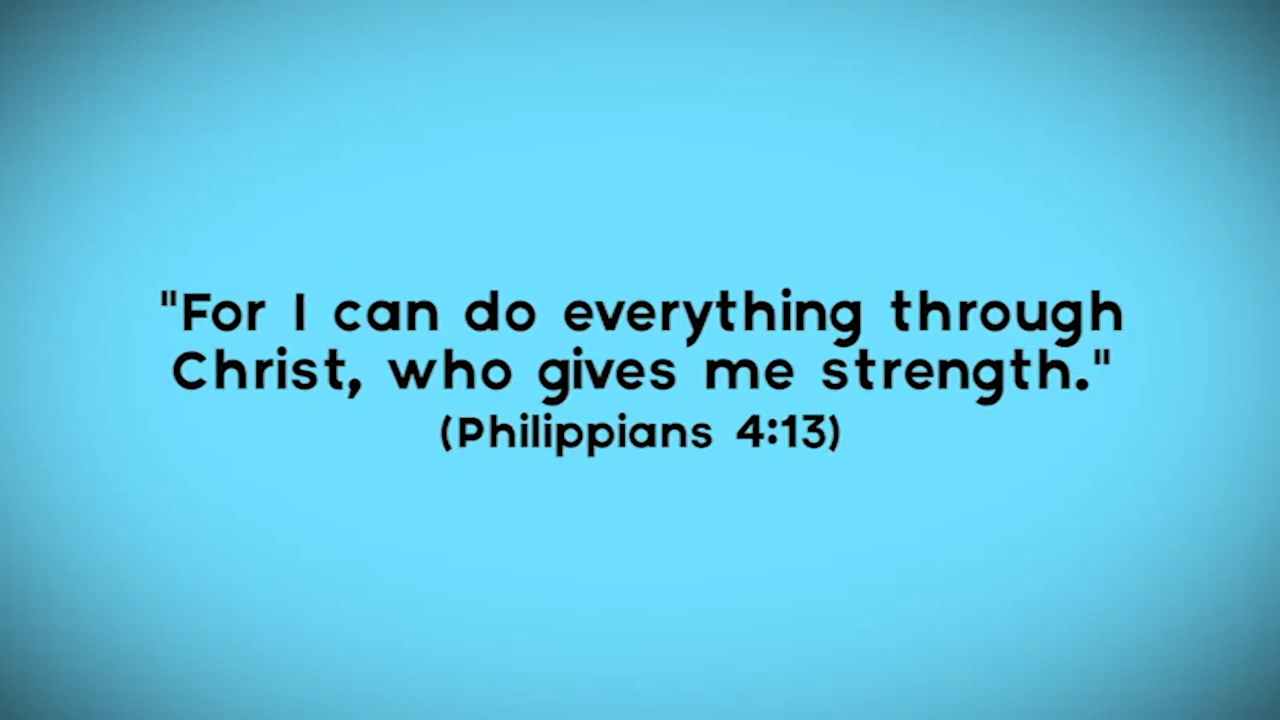 "For I can do everything through
Christ, who gives me strength."
(Philippians 4:13)